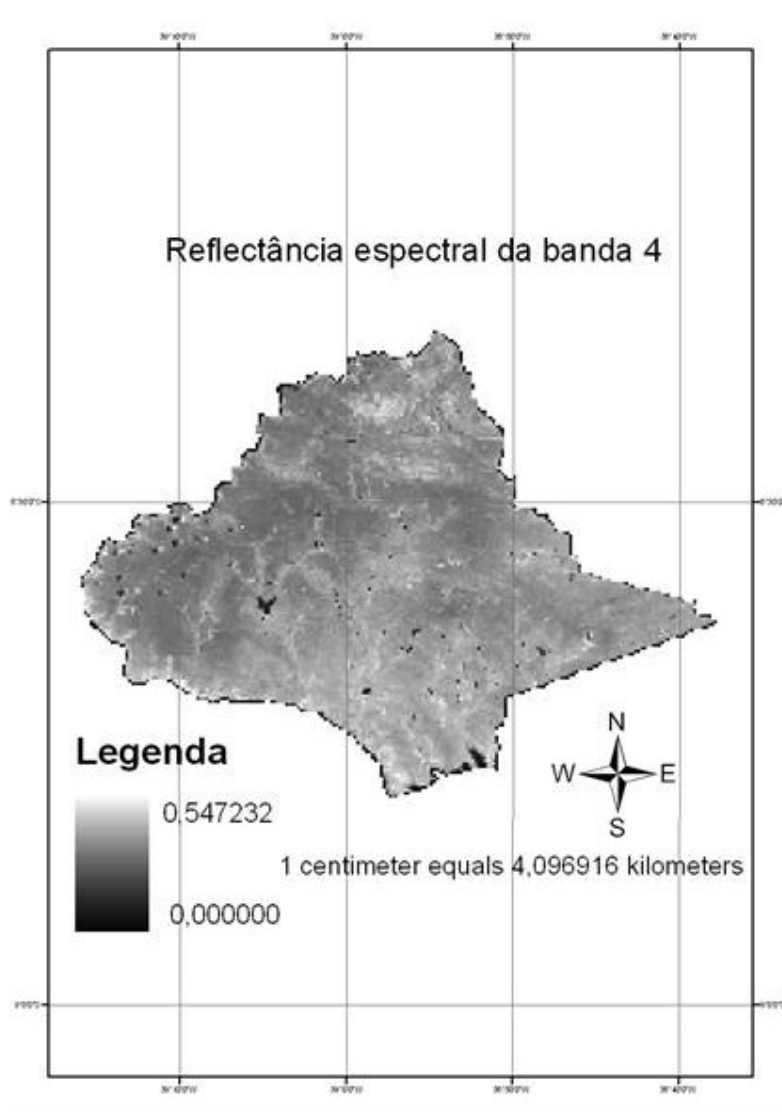 Reflectância espectral da banda 4
N
W E
S
Legenda
0,547232
0,000000
1 centimeter equals 4,096916 kilometers